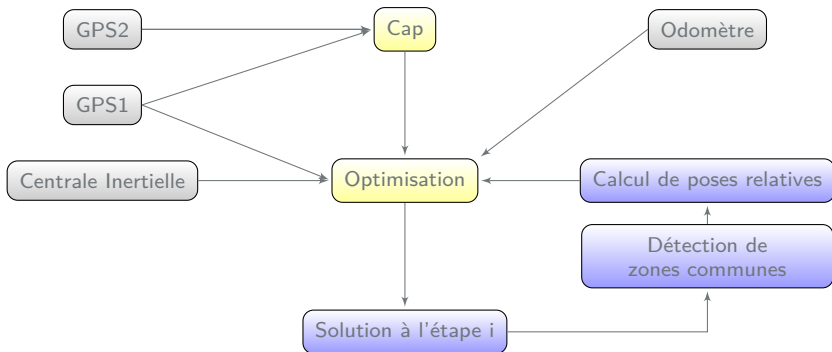 GPS2
Cap
Odomètre
GPS1
Centrale Inertielle
Optimisation
Calcul de poses relatives
Détection de
zones communes
Solution à l'étape i